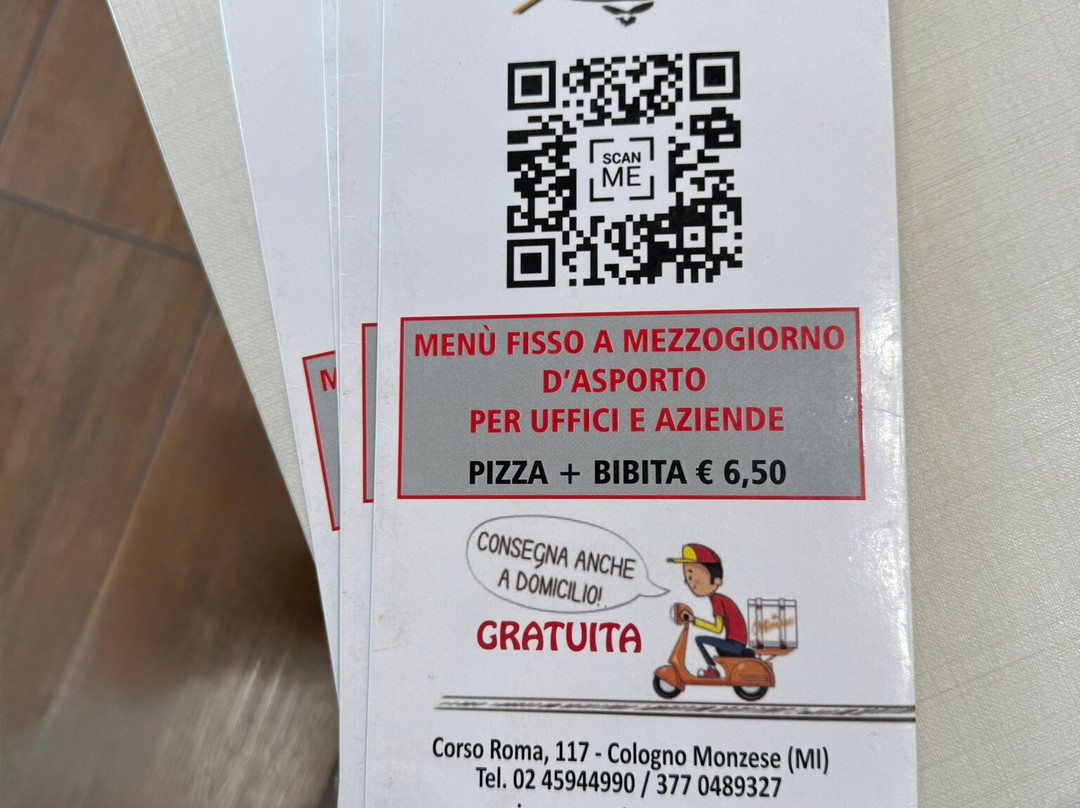 SCAN
ME
MENÙ FISSO A MEZZOGIORNO
D'ASPORTO
PER UFFICI E AZIENDE
PIZZA + BIBITA € 6,50
CONSEGNA ANCHE
A DOMICILIO!
GRATUITA
Corso Roma, 117 - Cologno Monzese (MI)
Tel. 02 45944990 / 377 0489327